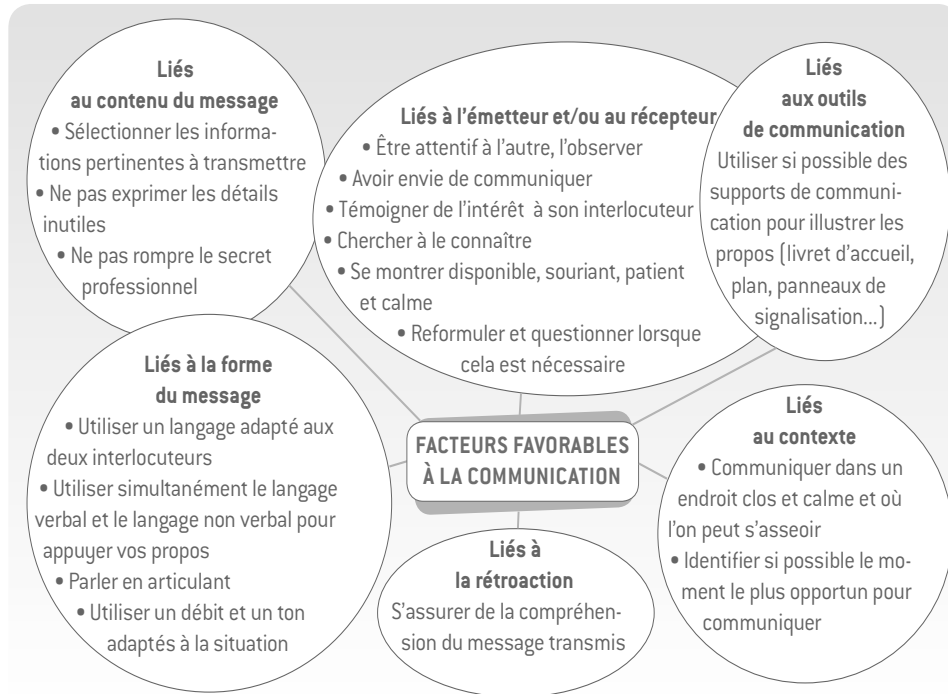 Liés
au contenu du message
• Sélectionner les informa-
tions pertinentes à transmettre
• Ne pas exprimer les détails
inutiles
• Ne pas rompre le secret
professionnel
Liés à l'émetteur et/ou au récepteur
• Être attentif à l'autre, l'observer
• Avoir envie de communiquer
• Témoigner de l'intérêt à son interlocuteur
• Chercher à le connaître
• Se montrer disponible, souriant, patient
et calme
• Reformuler et questionner lorsque
cela est nécessaire
Liés
aux outils
de communication
Utiliser si possible des
supports de communi-
cation pour illustrer les
propos (livret d'accueil,
plan, panneaux de
signalisation...)
Liés à la forme
du message
• Utiliser un langage adapté aux
deux interlocuteurs
• Utiliser simultanément le langage
verbal et le langage non verbal pour
appuyer vos propos
• Parler en articulant
• Utiliser un débit et un ton
adaptés à la situation
FACTEURS FAVORABLES
À LA COMMUNICATION
Liés à
la rétroaction
S'assurer de la compréhen-
sion du message transmis
Liés
au contexte
• Communiquer dans un
endroit clos et calme et où
l'on peut s'asseoir
• Identifier si possible le mo-
ment le plus opportun pour
communiquer